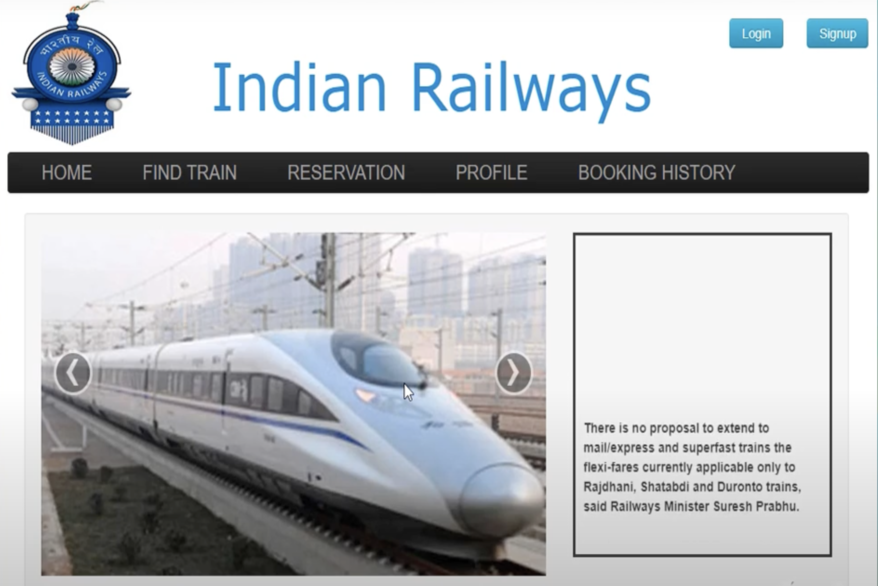 भारतीय रेल
INDIAN RAILWAYS
Login
Signup
Indian Railways
HOME
FIND TRAIN
RESERVATION
PROFILE
BOOKING HISTORY
There is no proposal to extend to
mail/express and superfast trains the
flexi-fares currently applicable only to
Rajdhani, Shatabdi and Duronto trains,
said Railways Minister Suresh Prabhu.